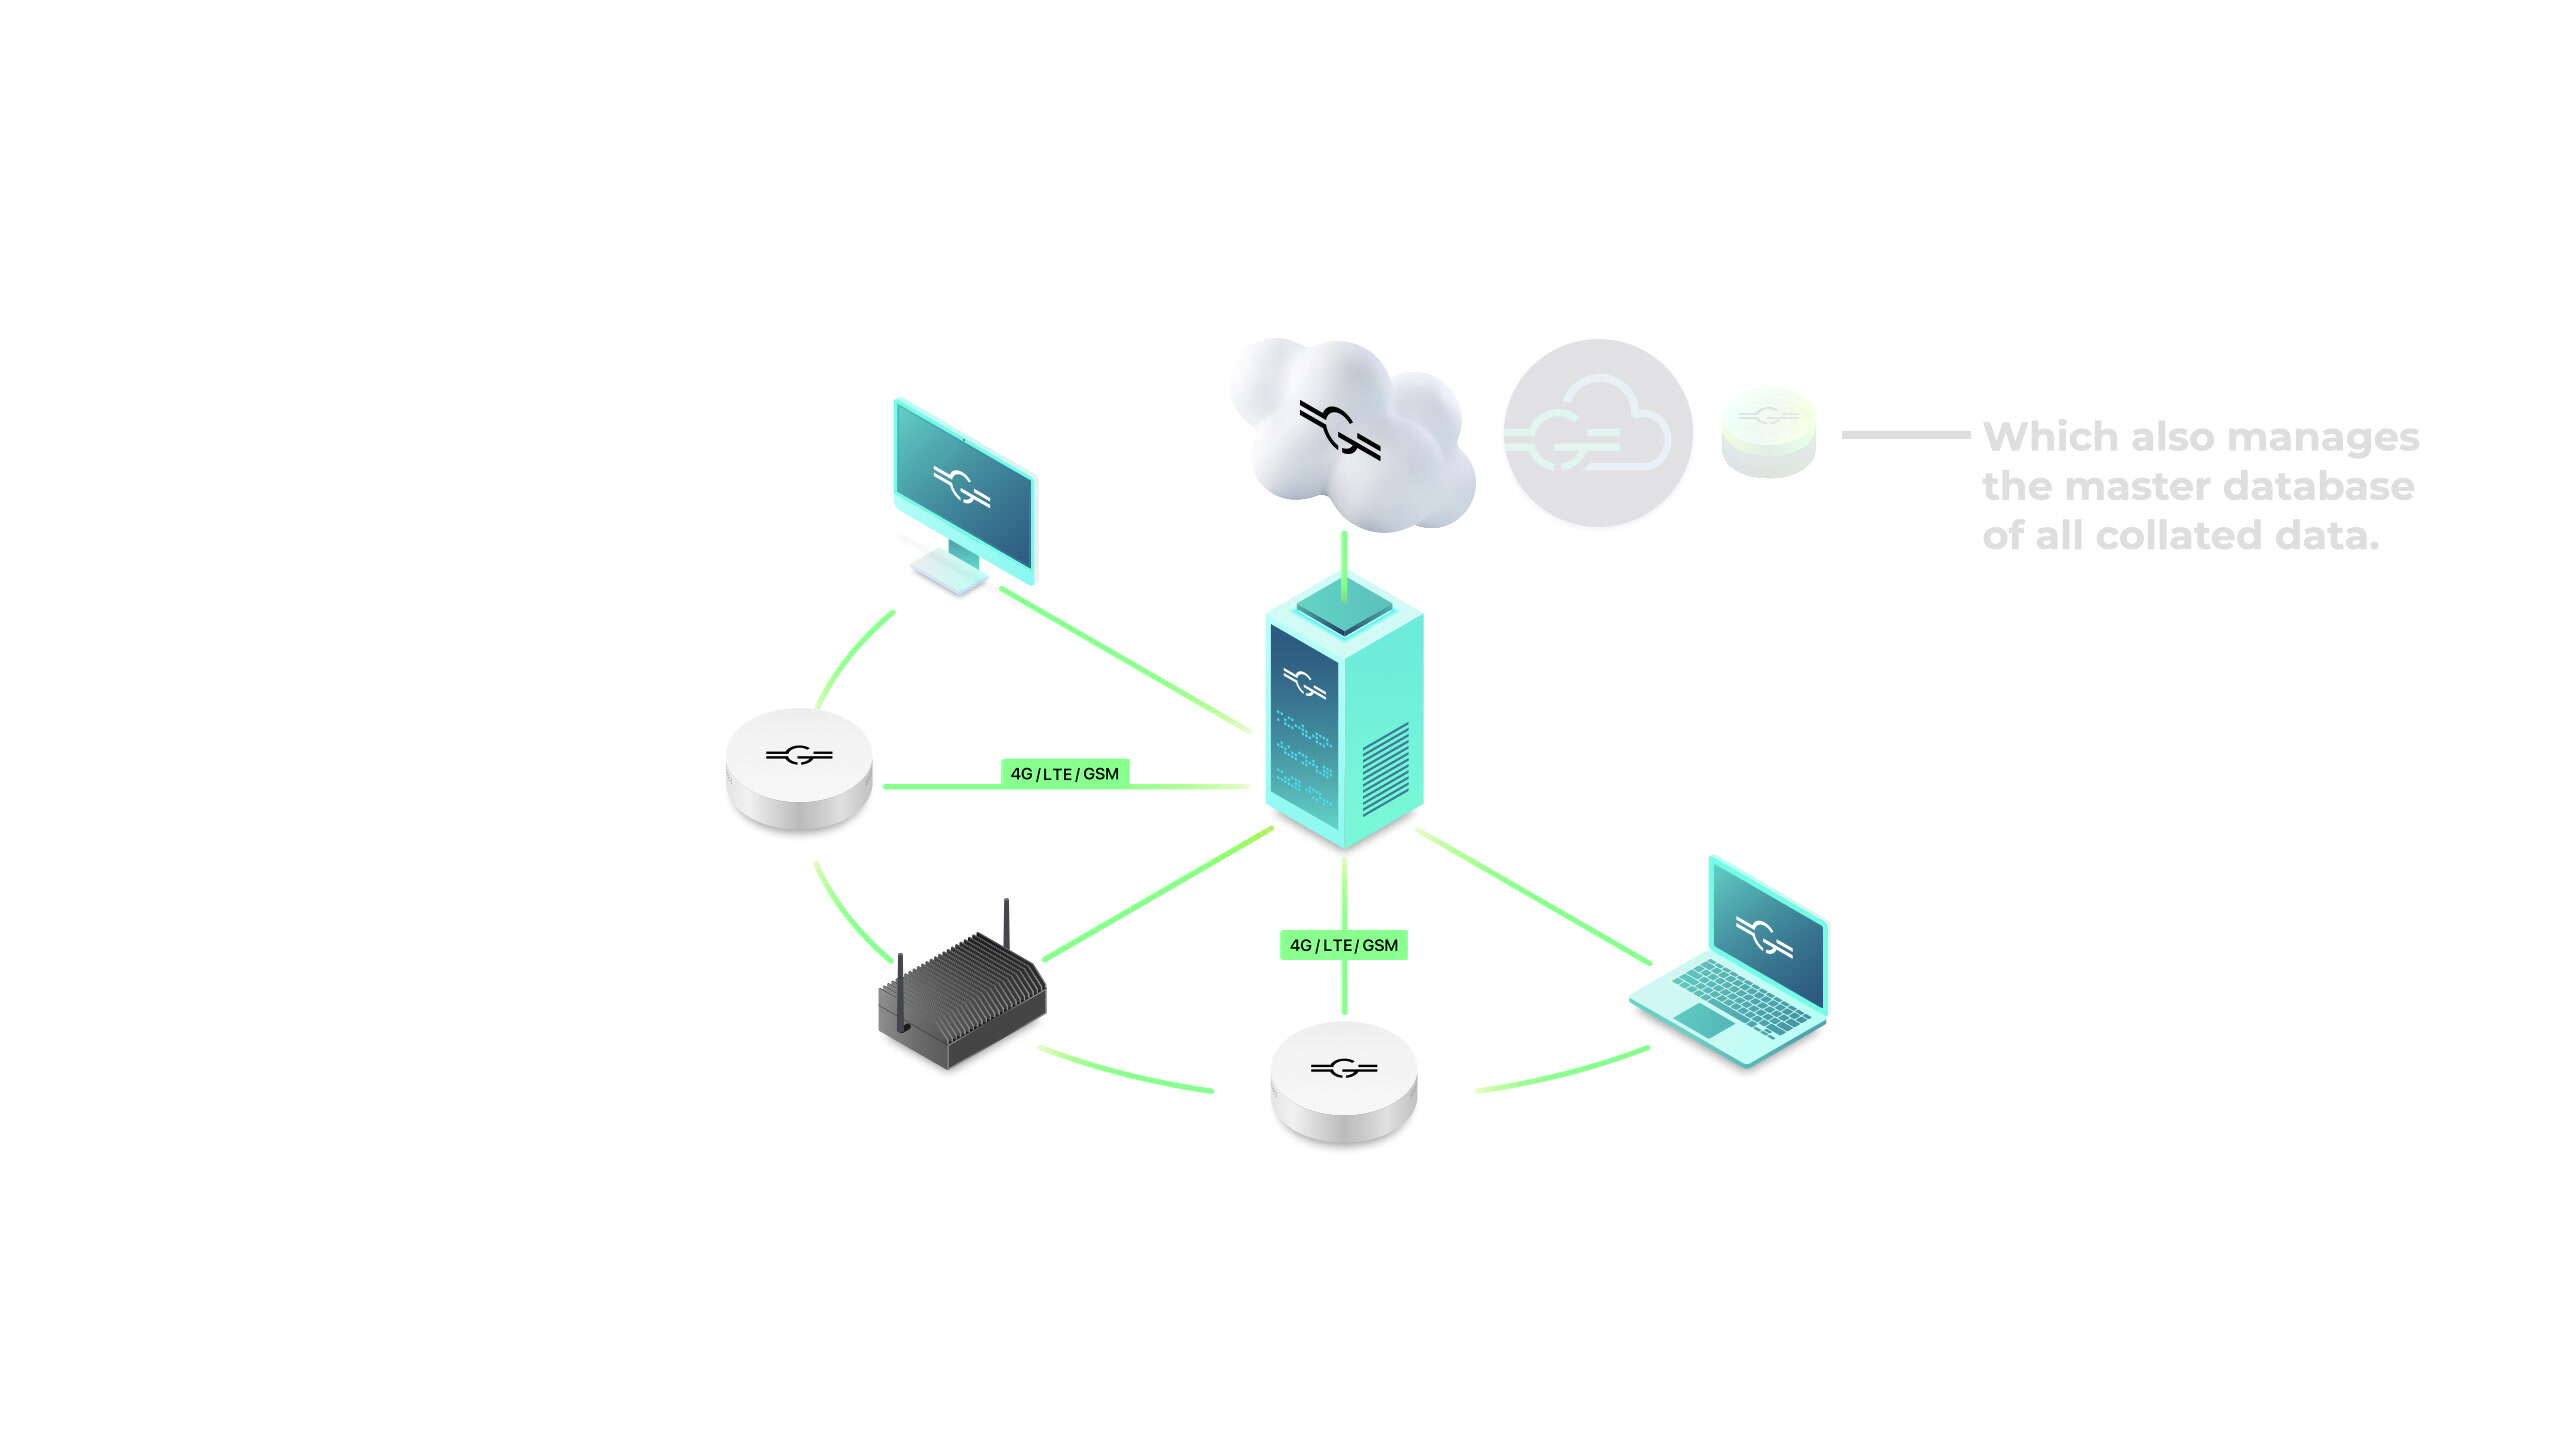 Which also manages
the master database
of all collated data.
4G / LTE / GSM
4G / LTE / GSM